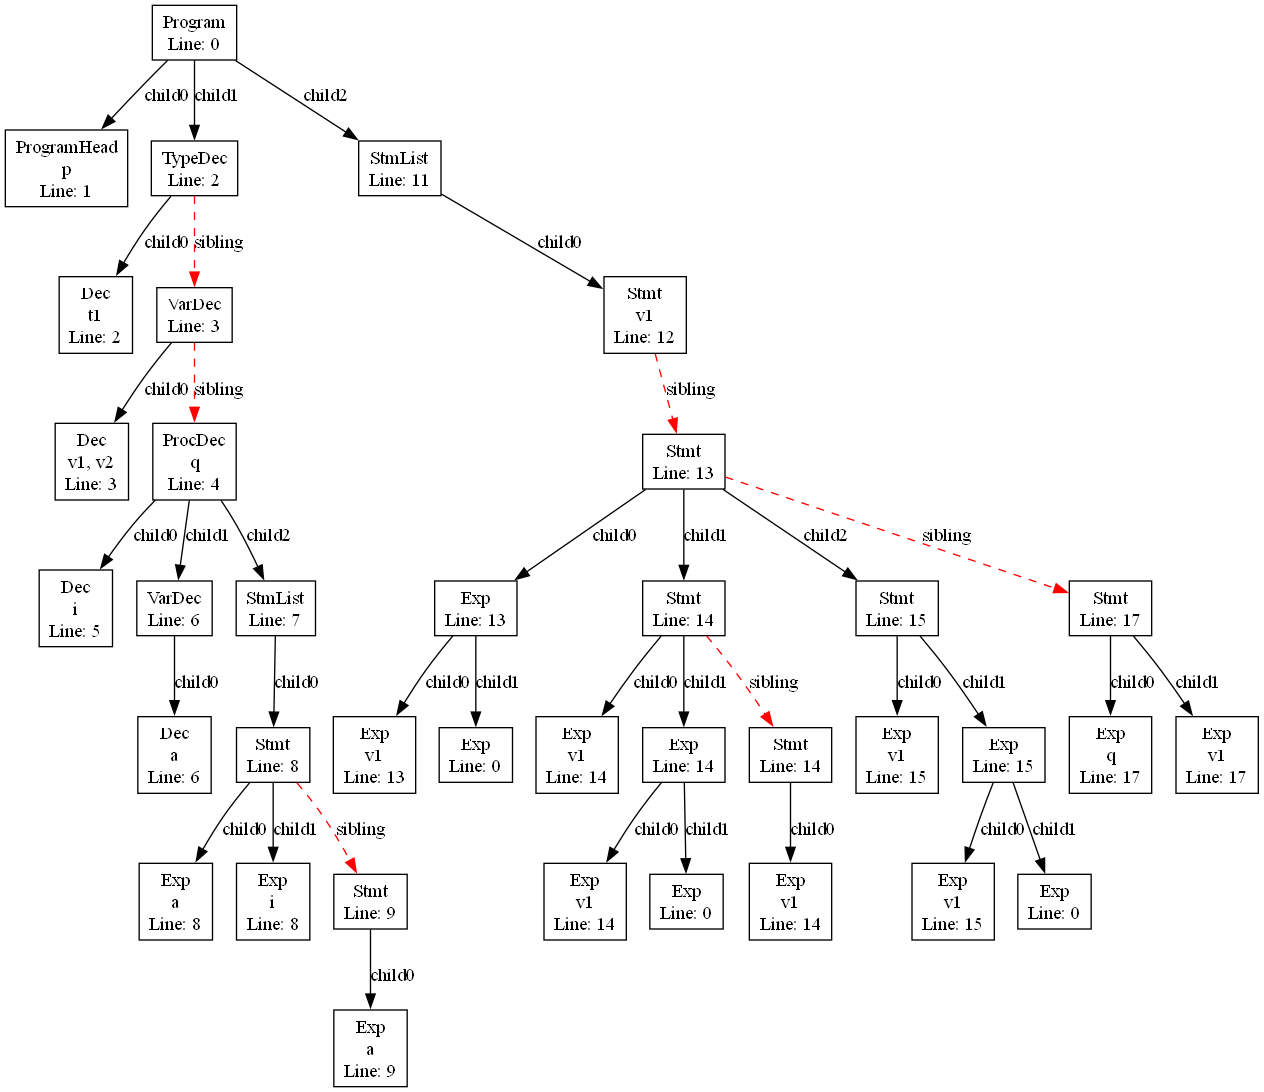 Program
Line: 0
child0
child1
child2
ProgramHead
p
Line: 1
TypeDec
Line: 2
StmList
Line: 11
child0
sibling
child0
Dec
t1
Line: 2
VarDec
Line: 3
Stmt
v1
Line: 12
child0
sibling
sibling
Dec
v1, v2
Line: 3
ProcDec
q
Line: 4
Stmt
Line: 13
child0
child1
child2
child0
child1
child2
sibling
Dec
i
Line: 5
VarDec
Line: 6
StmList
Line: 7
Exp
Line: 13
Stmt
Line: 14
Stmt
Line: 15
Stmt
Line: 17
child0
child0
child0
child1
child0
child1
sibling
child0
child1
child0
child1
Dec
a
Line: 6
Stmt
Line: 8
Exp
v1
Line: 13
Exp
Line: 0
Exp
v1
Line: 14
Exp
Line: 14
Stmt
Line: 14
Exp
v1
Line: 15
Exp
Line: 15
Exp
q
Line: 17
Exp
v1
Line: 17
child0
child1
sibling
child0
child1
child0
child0
child1
Exp
a
Line: 8
Exp
i
Line: 8
Stmt
Line: 9
Exp
v1
Line: 14
Exp
Line: 0
Exp
v1
Line: 14
Exp
v1
Line: 15
Exp
Line: 0
child0
Exp
a
Line: 9